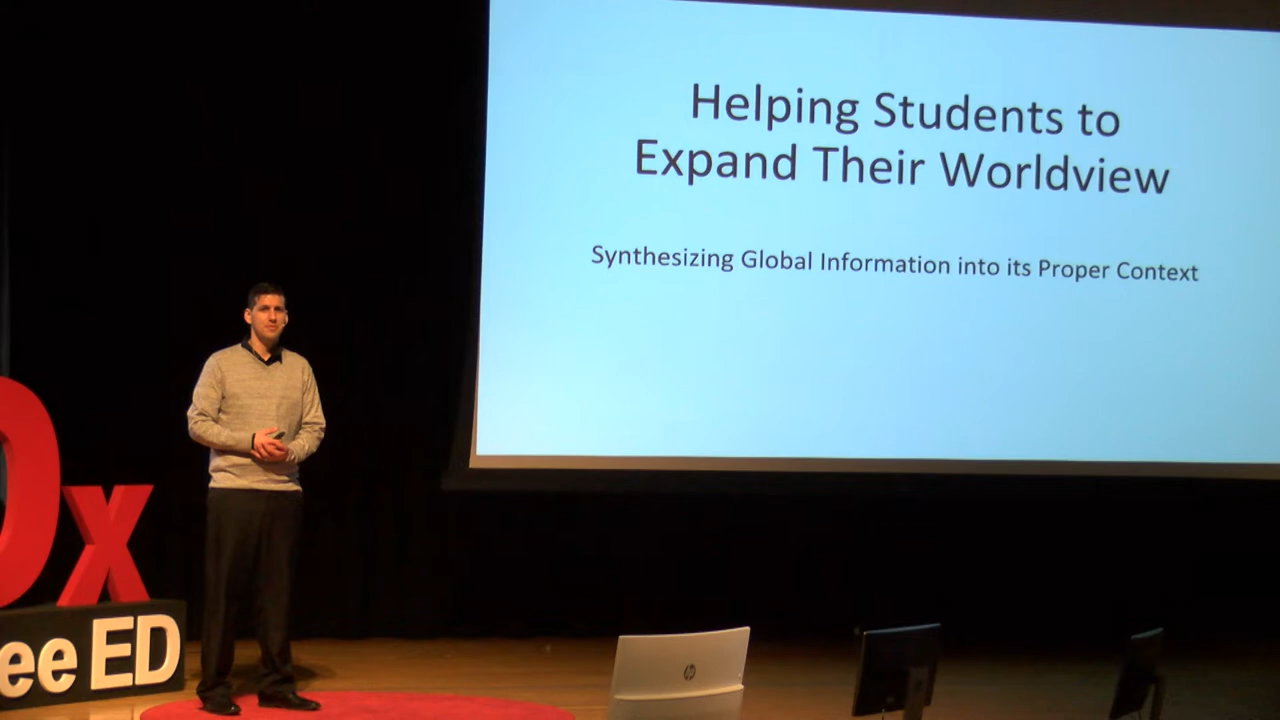 Helping Students to
Expand Their Worldview
Synthesizing Global Information into its Proper Context
Dx
ee ED
hp